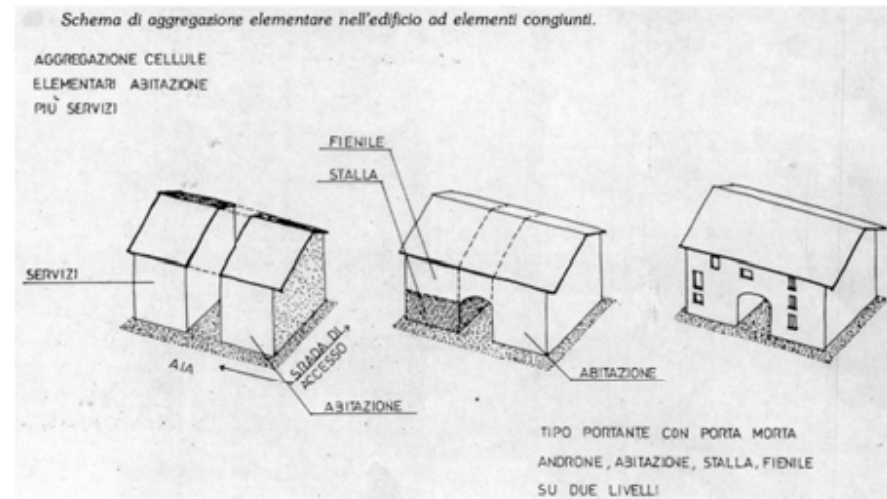 Schema di aggregazione elementare nell'edificio ad elementi congiunti.
AGGREGAZIONE CELLULE
ELEMENTARI ABITAZIONE
PIÙ SERVIZI
FIENILE
STALLA
SERVIZI
AIA
STRADA DI
ACCESSO
ABITAZIONE
ABITAZIONE
TIPO PORTANTE CON PORTA MORTA
ANDRONE, ABITAZIONE, STALLA, FIENILE
SU DUE LIVELLI